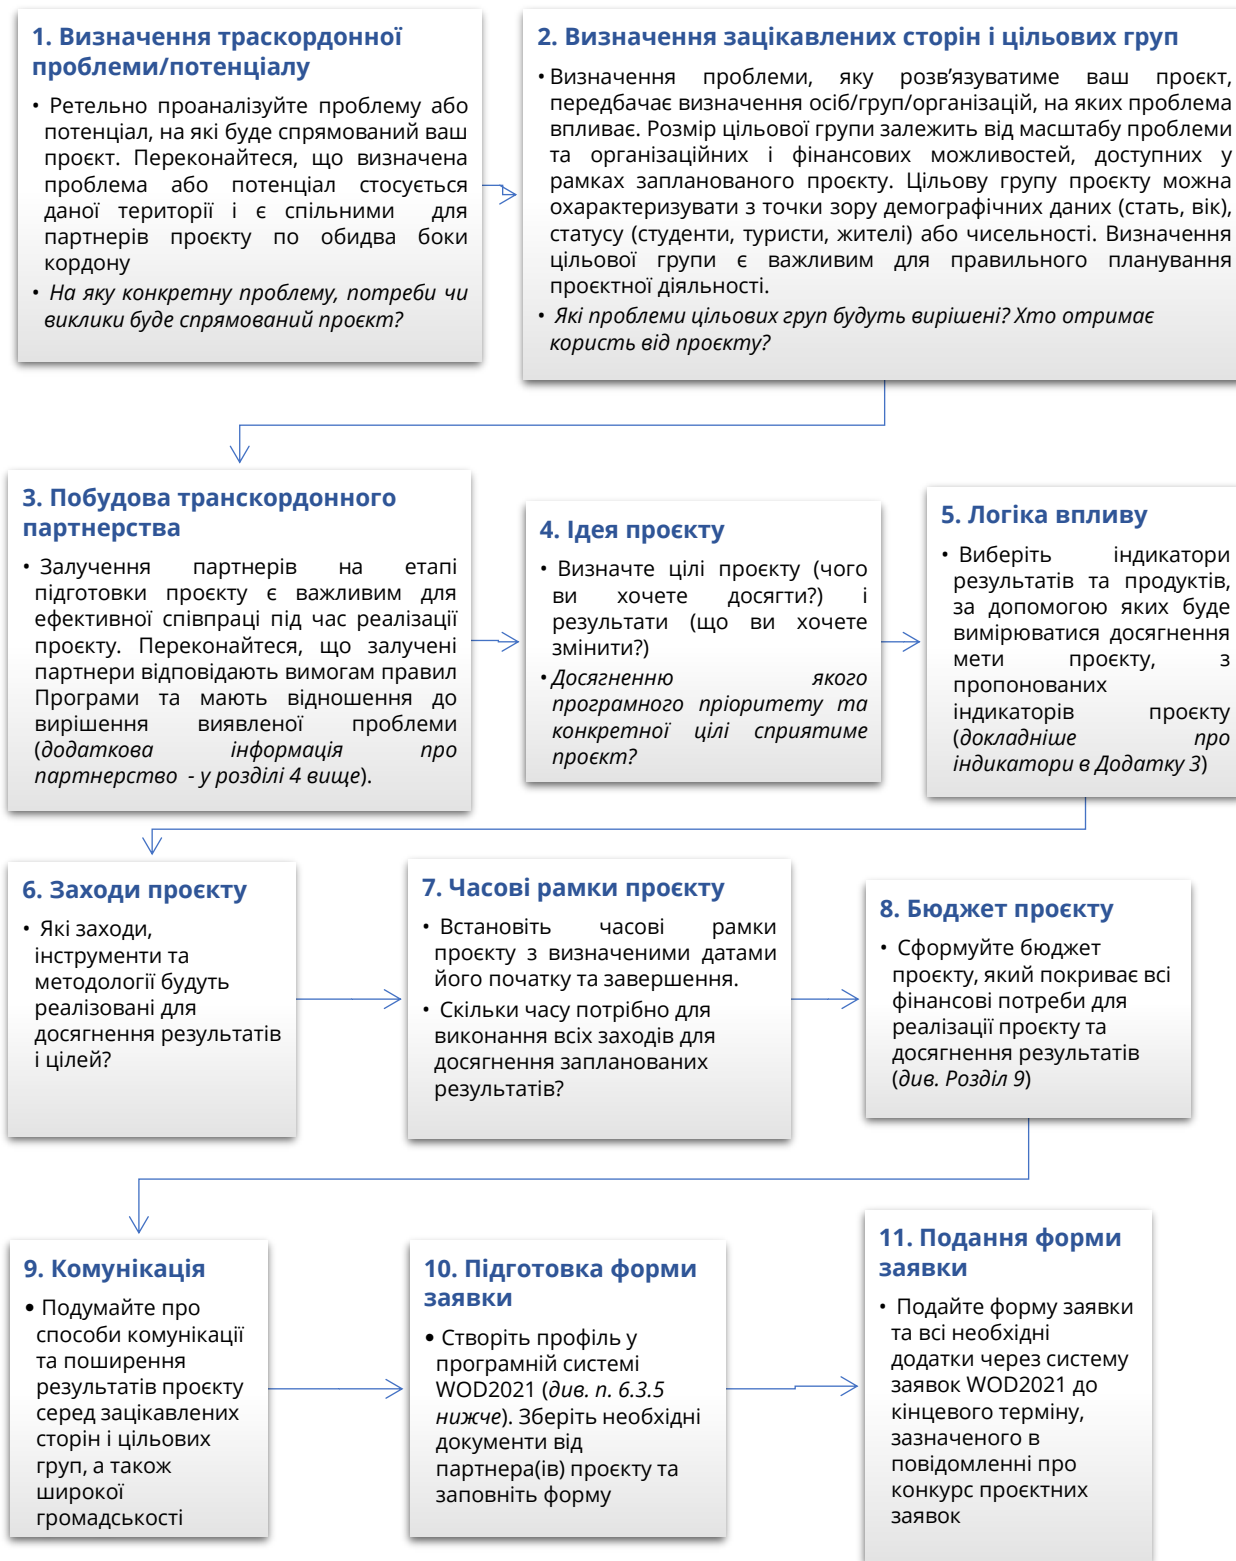 1. Визначення траскордонної
проблеми/потенціалу
• Ретельно проаналізуйте проблему або
потенціал, на які буде спрямований ваш
проєкт. Переконайтеся, що визначена
проблема або потенціал стосується
даної території і є спільними для
партнерів проєкту по обидва боки
кордону
• На яку конкретну проблему, потреби чи
виклики буде спрямований проєкт?
2. Визначення зацікавлених сторін і цільових груп
• Визначення проблеми, яку розв’язуватиме ваш проєкт,
передбачає визначення осіб/груп/організацій, на яких проблема
впливає. Розмір цільової групи залежить від масштабу проблеми
та організаційних і фінансових можливостей, доступних у
рамках запланованого проєкту. Цільову групу проєкту можна
охарактеризувати з точки зору демографічних даних (стать, вік),
статусу (студенти, туристи, жителі) або чисельності. Визначення
цільової групи є важливим для правильного планування
проєктної діяльності.
• Які проблеми цільових груп будуть вирішені? Хто отримає
користь від проєкту?
3. Побудова транскордонного
партнерства
• Залучення партнерів на етапі
підготовки проєкту є важливим для
ефективної співпраці під час реалізації
проєкту. Переконайтеся, що залучені
партнери відповідають вимогам правил
Програми та мають відношення до
вирішення виявленої проблеми
(додаткова інформація про
партнерство - у розділі 4 вище).
4. Ідея проєкту
• Визначте цілі проєкту (чого
ви хочете досягти?) і
результати (що ви хочете
змінити?)
• Досягненню якого
програмного пріоритету та
конкретної цілі сприятиме
проєкт?
5. Логіка впливу
• Виберіть індикатори
результатів та продуктів,
за допомогою яких буде
вимірюватися досягнення
мети проєкту, з
пропонованих
індикаторів проєкту
(докладніше про
індикатори в Додатку 3)
6. Заходи проєкту
• Які заходи,
інструменти та
методології будуть
реалізовані для
досягнення результатів
і цілей?
7. Часові рамки проєкту
• Встановіть часові рамки
проєкту з визначеними датами
його початку та завершення.
• Скільки часу потрібно для
виконання всіх заходів для
досягнення запланованих
результатів?
8. Бюджет проєкту
• Сформуйте бюджет
проєкту, який покриває всі
фінансові потреби для
реалізації проєкту та
досягнення результатів
(див. Розділ 9)
9. Комунікація
• Подумайте про
способи комунікації
та поширення
результатів проєкту
серед зацікавлених
сторін і цільових
груп, а також
широкої
громадськості
10. Підготовка форми
заявки
• Створіть профіль у
програмній системі
WOD2021 (див. п. 6.3.5
нижче). Зберіть необхідні
документи від
партнера(ів) проєкту та
заповніть форму
11. Подання форми
заявки
• Подайте форму заявки
та всі необхідні
додатки через систему
заявок WOD2021 до
кінцевого терміну,
зазначеного в
повідомленні про
конкурс проєктних
заявок